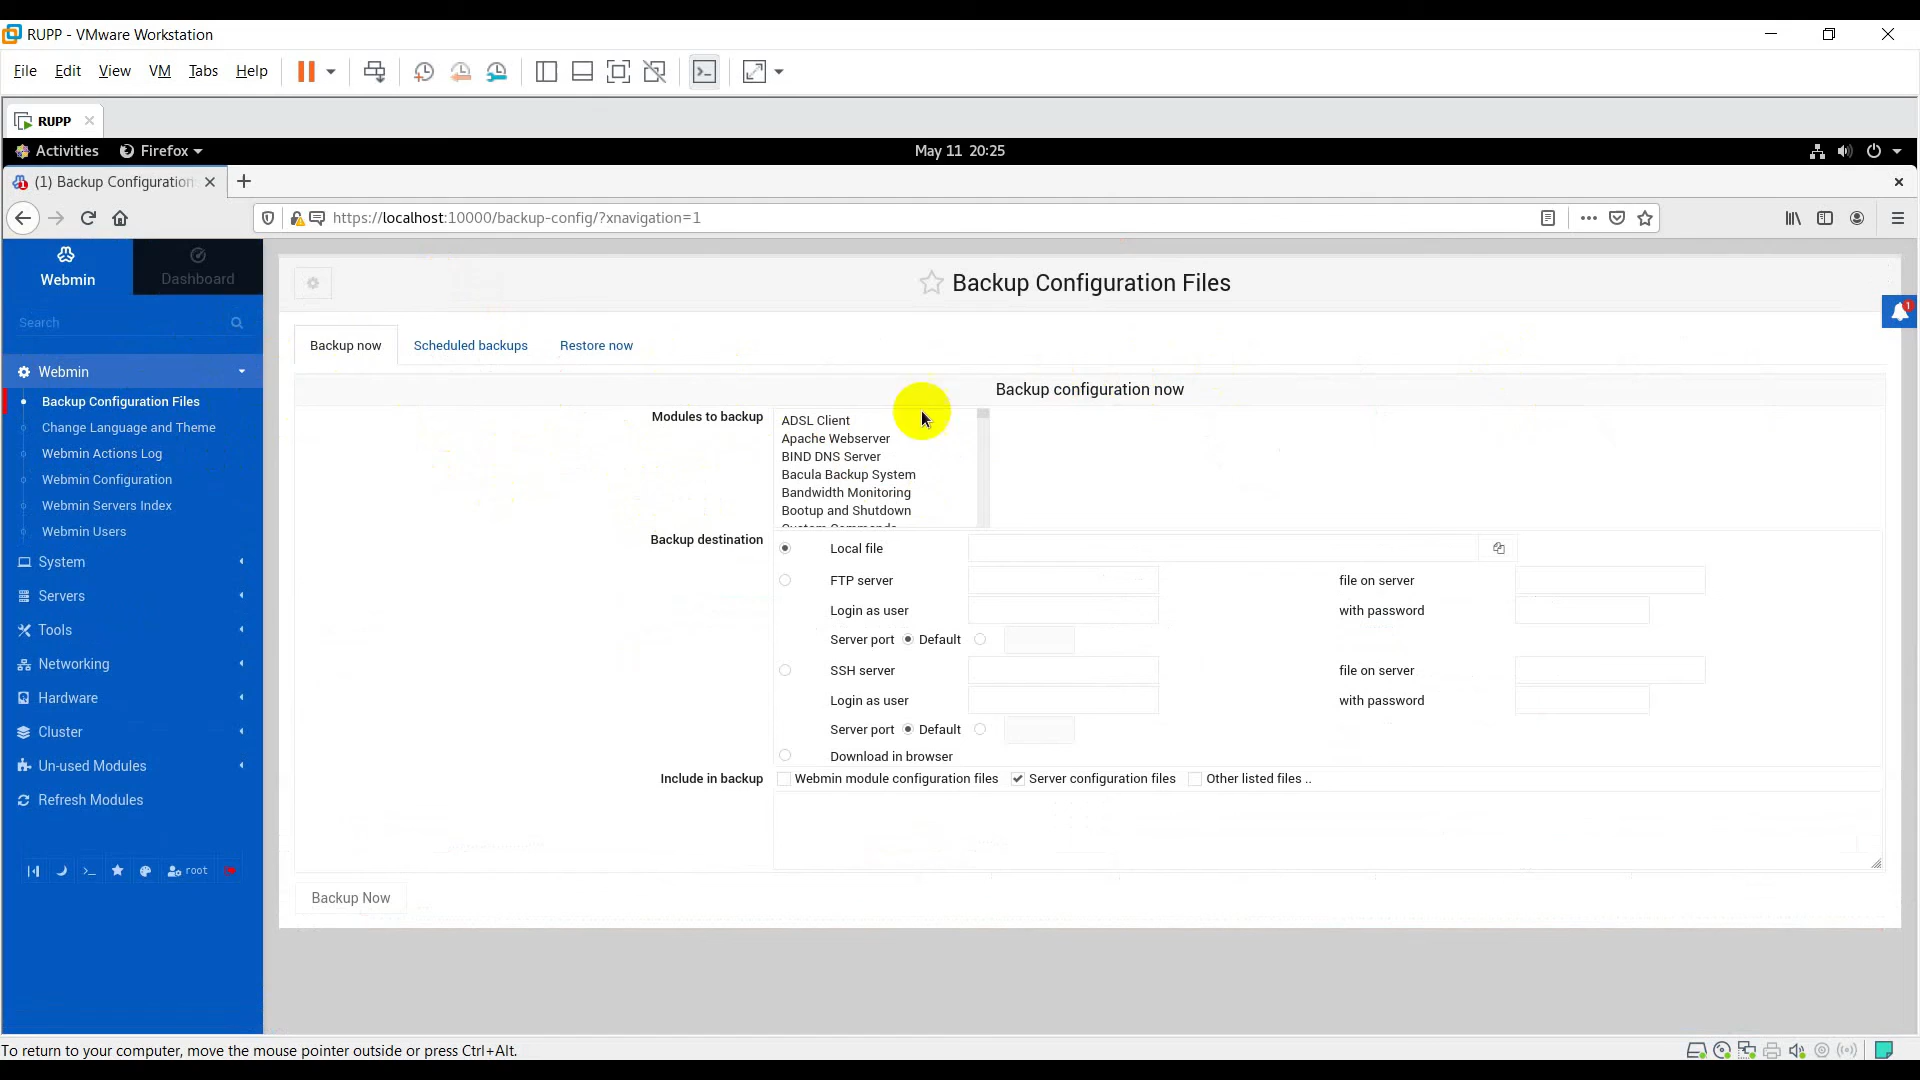 RUPP - VMware Workstation
File Edit View VM Tabs Help
RUPP
Activities Firefox May 11 20:25
(1) Backup Configuration
https://localhost:10000/backup-config/?xnavigation=1
Webmin Dashboard
Search
Webmin
Backup Configuration Files
Change Language and Theme
Webmin Actions Log
Webmin Configuration
Webmin Servers Index
Webmin Users
System
Servers
Tools
Networking
Hardware
Cluster
Un-used Modules
Refresh Modules
root
Backup Configuration Files
1
Backup now Scheduled backups Restore now
Backup configuration now
Modules to backup
ADSL Client
Apache Webserver
BIND DNS Server
Bacula Backup System
Bandwidth Monitoring
Bootup and Shutdown
Custom Commands
Backup destination
Local file
FTP server file on server
Login as user with password
Server port Default
SSH server file on server
Login as user with password
Server port Default
Download in browser
Include in backup Webmin module configuration files Server configuration files Other listed files ..
Backup Now
To return to your computer, move the mouse pointer outside or press Ctrl+Alt.